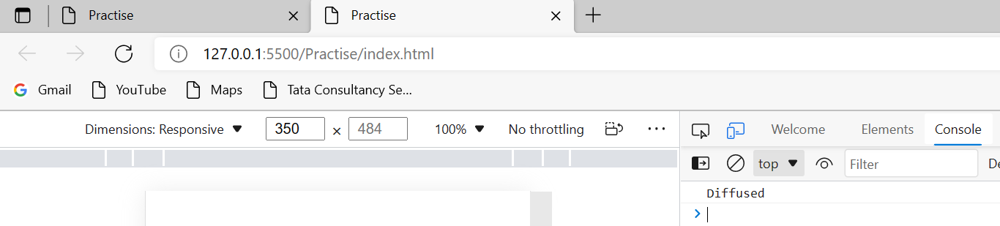 Practise Practise
127.0.0.1:5500/Practise/index.html
Gmail YouTube Maps Tata Consultancy Se...
Dimensions: Responsive 350 × 484 100% No throttling Welcome Elements Console
top Filter De
Diffused